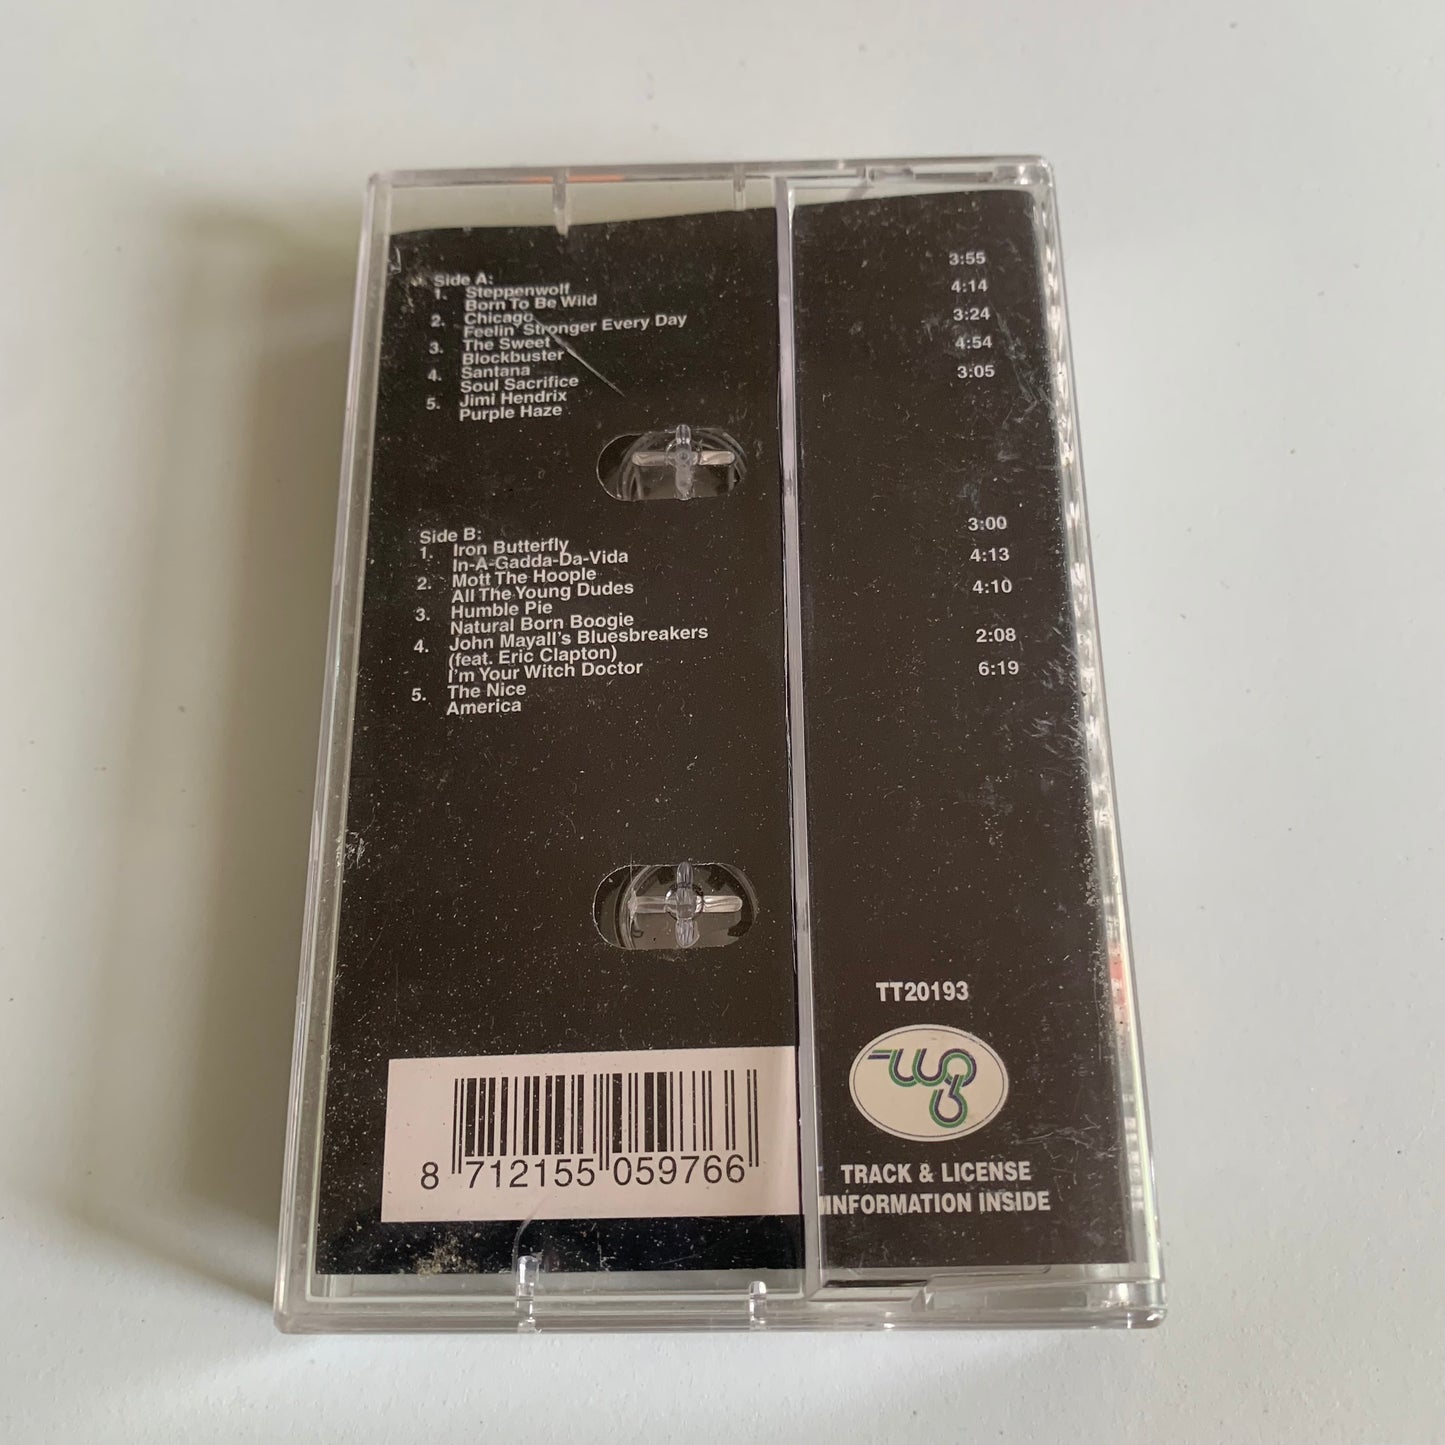 Side A:
1. Steppenwolf 3:55
Born To Be Wild
2. Chicago 4:14
Feelin' Stronger Every Day
3. The Sweet 3:24
Blockbuster
4. Santana 4:54
Soul Sacrifice
5. Jimi Hendrix 3:05
Purple Haze
Side B:
1. Iron Butterfly 3:00
In-A-Gadda-Da-Vida
2. Mott The Hoople 4:13
All The Young Dudes
3. Humble Pie 4:10
Natural Born Boogie
4. John Mayall's Bluesbreakers
(feat. Eric Clapton) 2:08
I'm Your Witch Doctor
5. The Nice 6:19
America
TT20193
8 712155 059766
TRACK & LICENSE
INFORMATION INSIDE